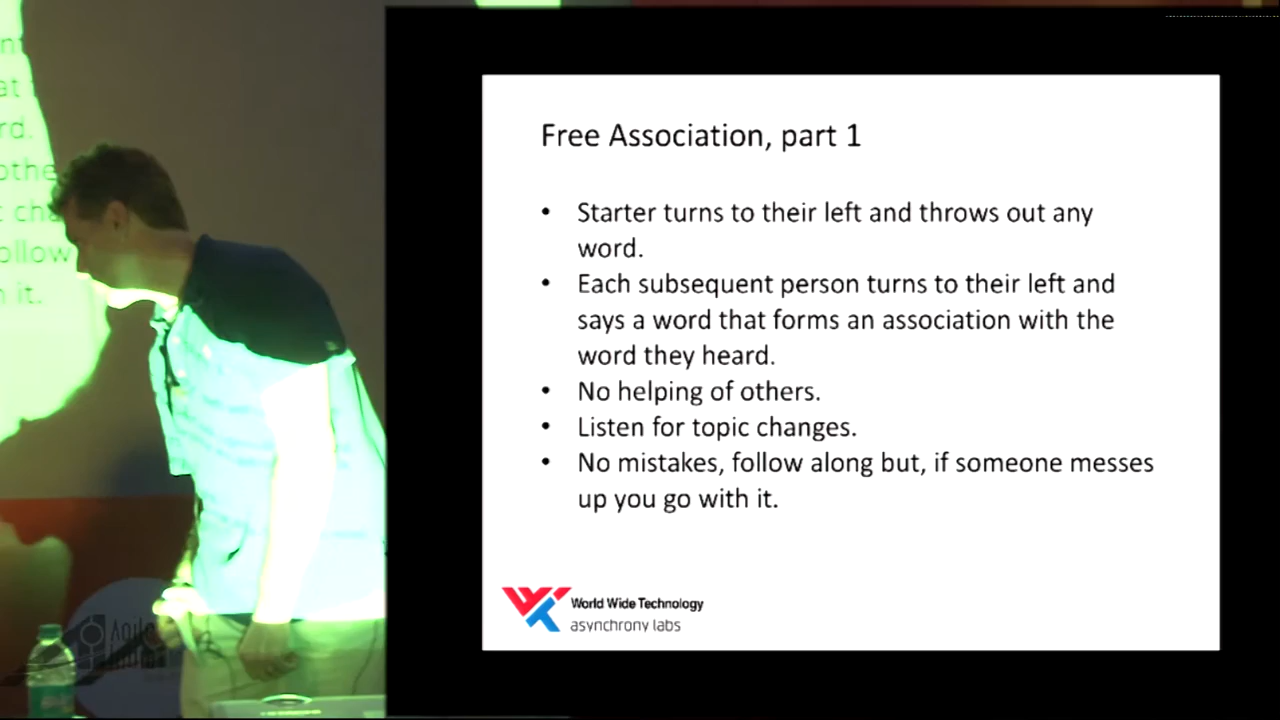 Free Association, part 1
• Starter turns to their left and throws out any
word.
• Each subsequent person turns to their left and
says a word that forms an association with the
word they heard.
• No helping of others.
• Listen for topic changes.
• No mistakes, follow along but, if someone messes
up you go with it.
World Wide Technology
asynchrony labs
rd.
it.
Agile